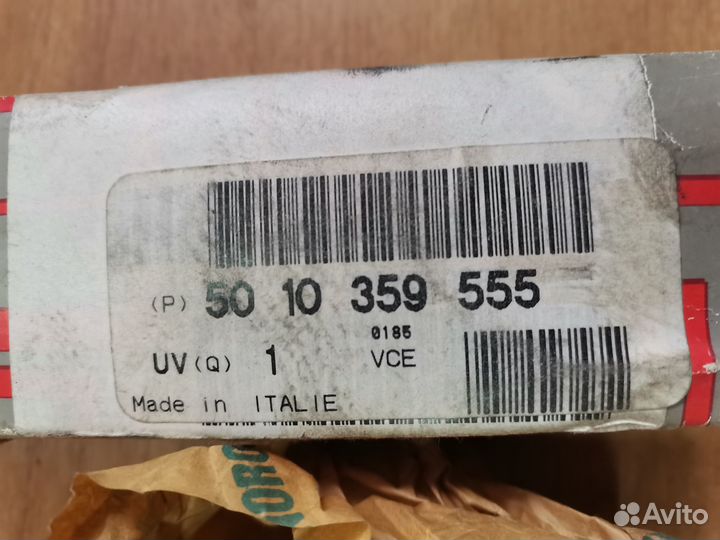 (P) 50 10 359 555
0185
UV (Q) 1 VCE
Made in ITALIE
Avito